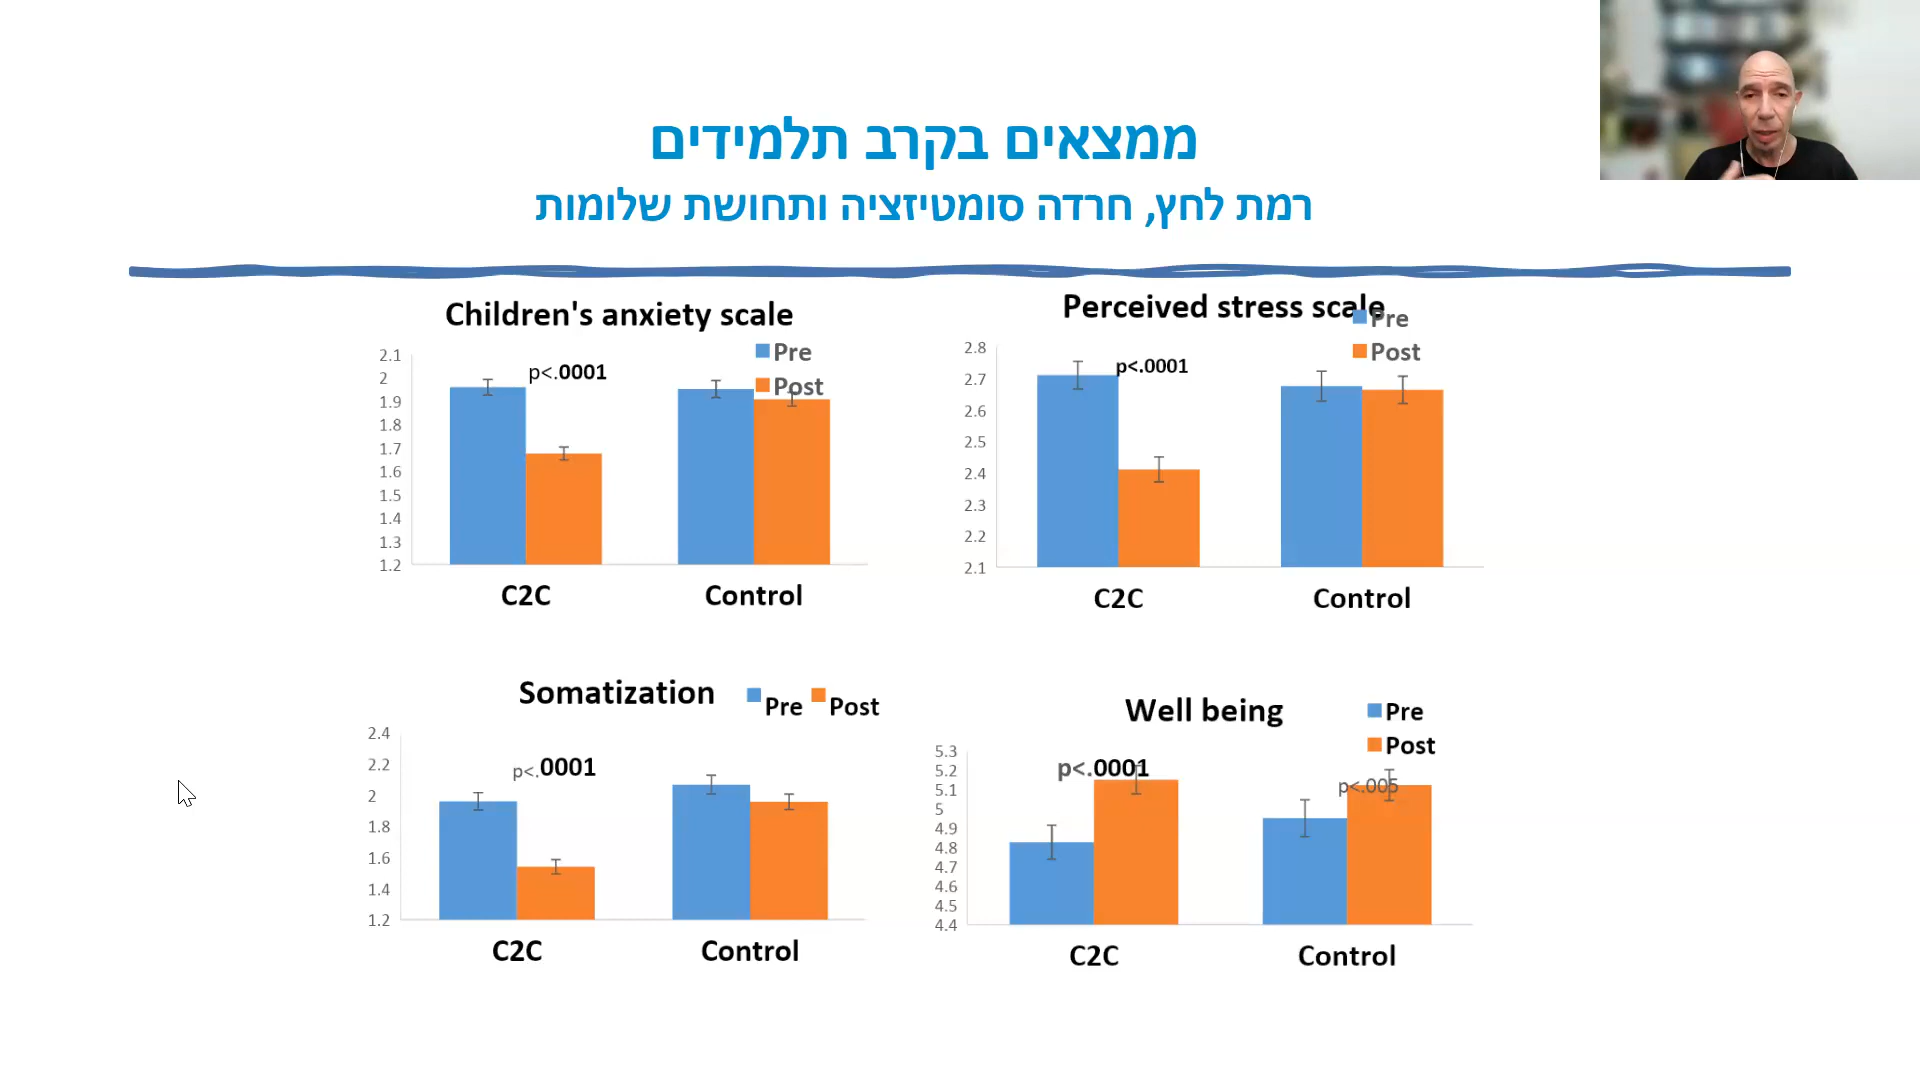 ממצאים בקרב תלמידים
רמת לחץ, חרדה סומטיזציה ותחושת שלומות
Children's anxiety scale
Pre
Post
p<.0001
2.1
2
1.9
1.8
1.7
1.6
1.5
1.4
1.3
1.2
C2C Control
Perceived stress scale
Pre
Post
p<.0001
2.8
2.7
2.6
2.5
2.4
2.3
2.2
2.1
C2C Control
Somatization
Pre Post
p<.0001
2.4
2.2
2
1.8
1.6
1.4
1.2
C2C Control
Well being
Pre
Post
p<.0001
p<.005
5.3
5.2
5.1
5
4.9
4.8
4.7
4.6
4.5
4.4
C2C Control